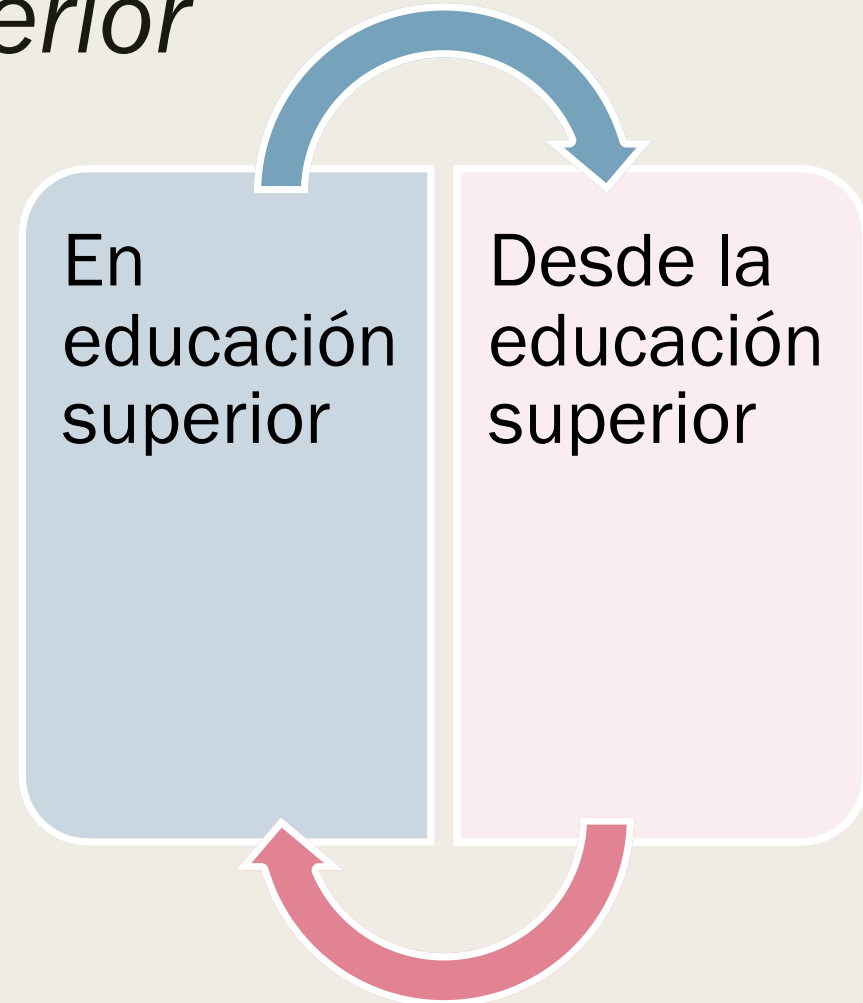 erior
En
educación
superior
Desde la
educación
superior